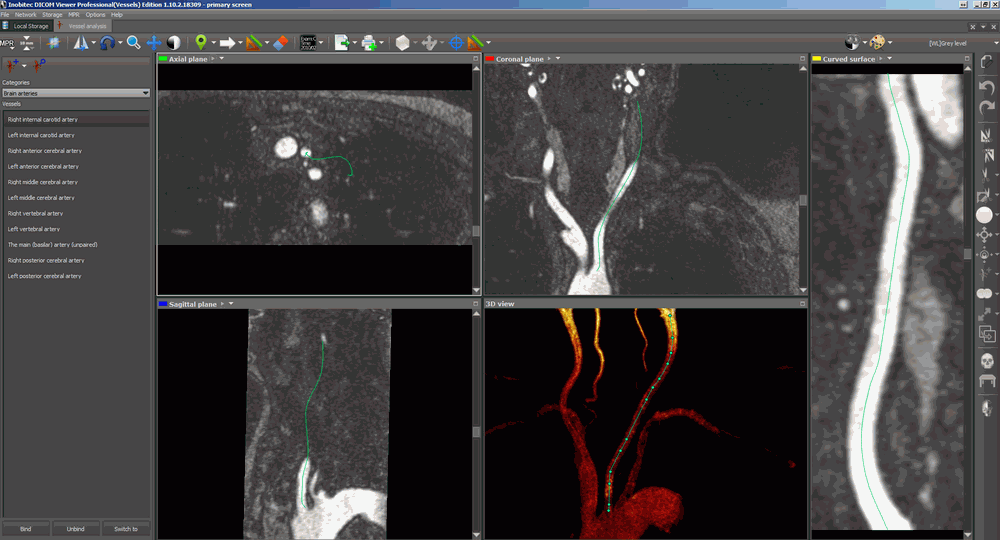 Inobitec DICOM Viewer Professional(Vessels) Edition 1.10.2.18309 - primary screen
File Network Storage MPR Options Help
Local Storage Vessel analysis
MPR 10 mm [WL]Grey level
Categories
Brain arteries
Vessels
Right internal carotid artery
Left internal carotid artery
Right anterior cerebral artery
Left anterior cerebral artery
Right middle cerebral artery
Left middle cerebral artery
Right vertebral artery
Left vertebral artery
The main (basilar) artery (unpaired)
Right posterior cerebral artery
Left posterior cerebral artery
Bind Unbind Switch to
Axial plane
Coronal plane
Curved surface
Sagittal plane
3D view